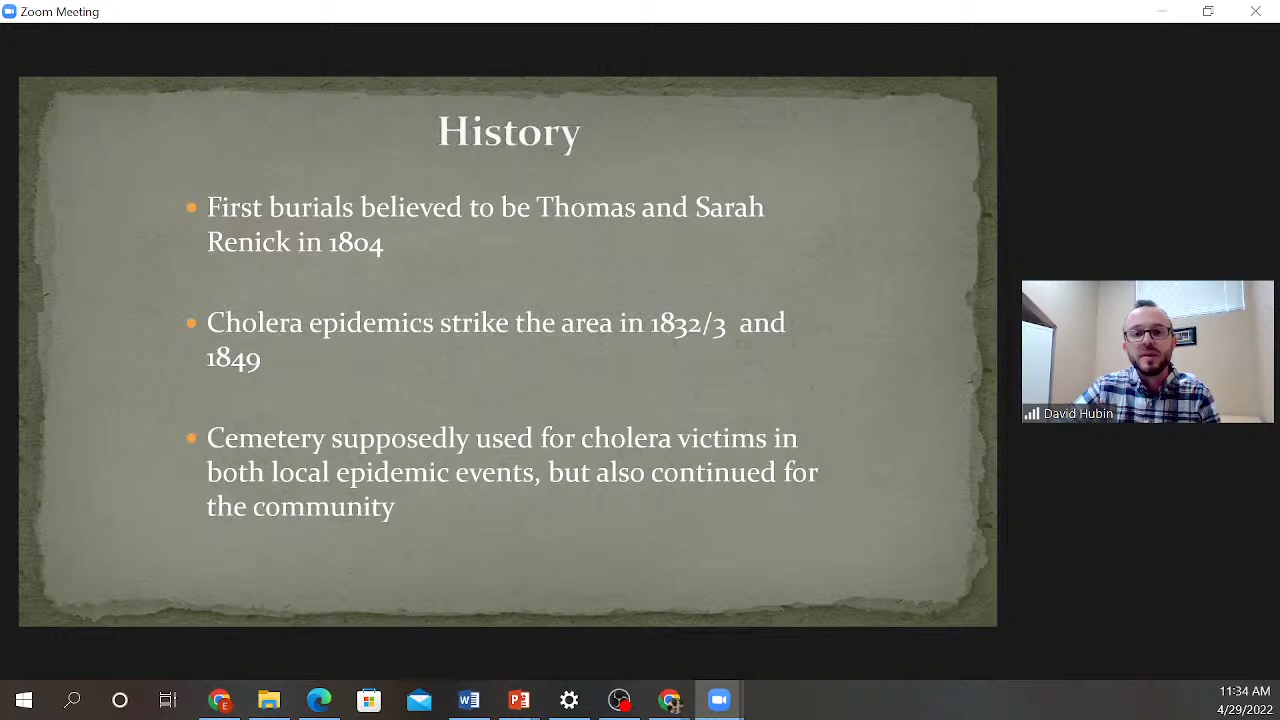 Zoom Meeting
History
First burials believed to be Thomas and Sarah
Renick in 1804
Cholera epidemics strike the area in 1832/3 and
1849
Cemetery supposedly used for cholera victims in
both local epidemic events, but also continued for
the community
David Hubin
11:34 AM
4/29/2022